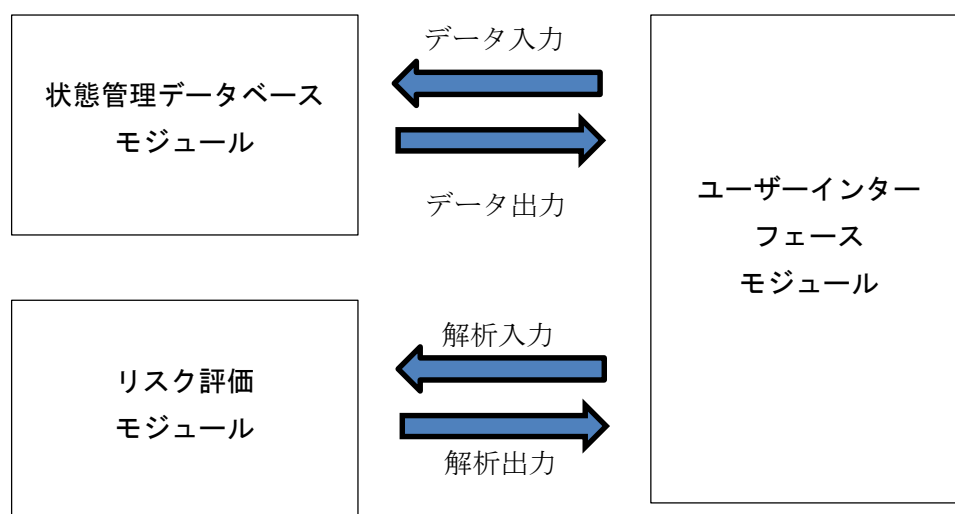 状態管理データベース
モジュール
データ入力
データ出力
ユーザーインター
フェース
モジュール
リスク評価
モジュール
解析入力
解析出力